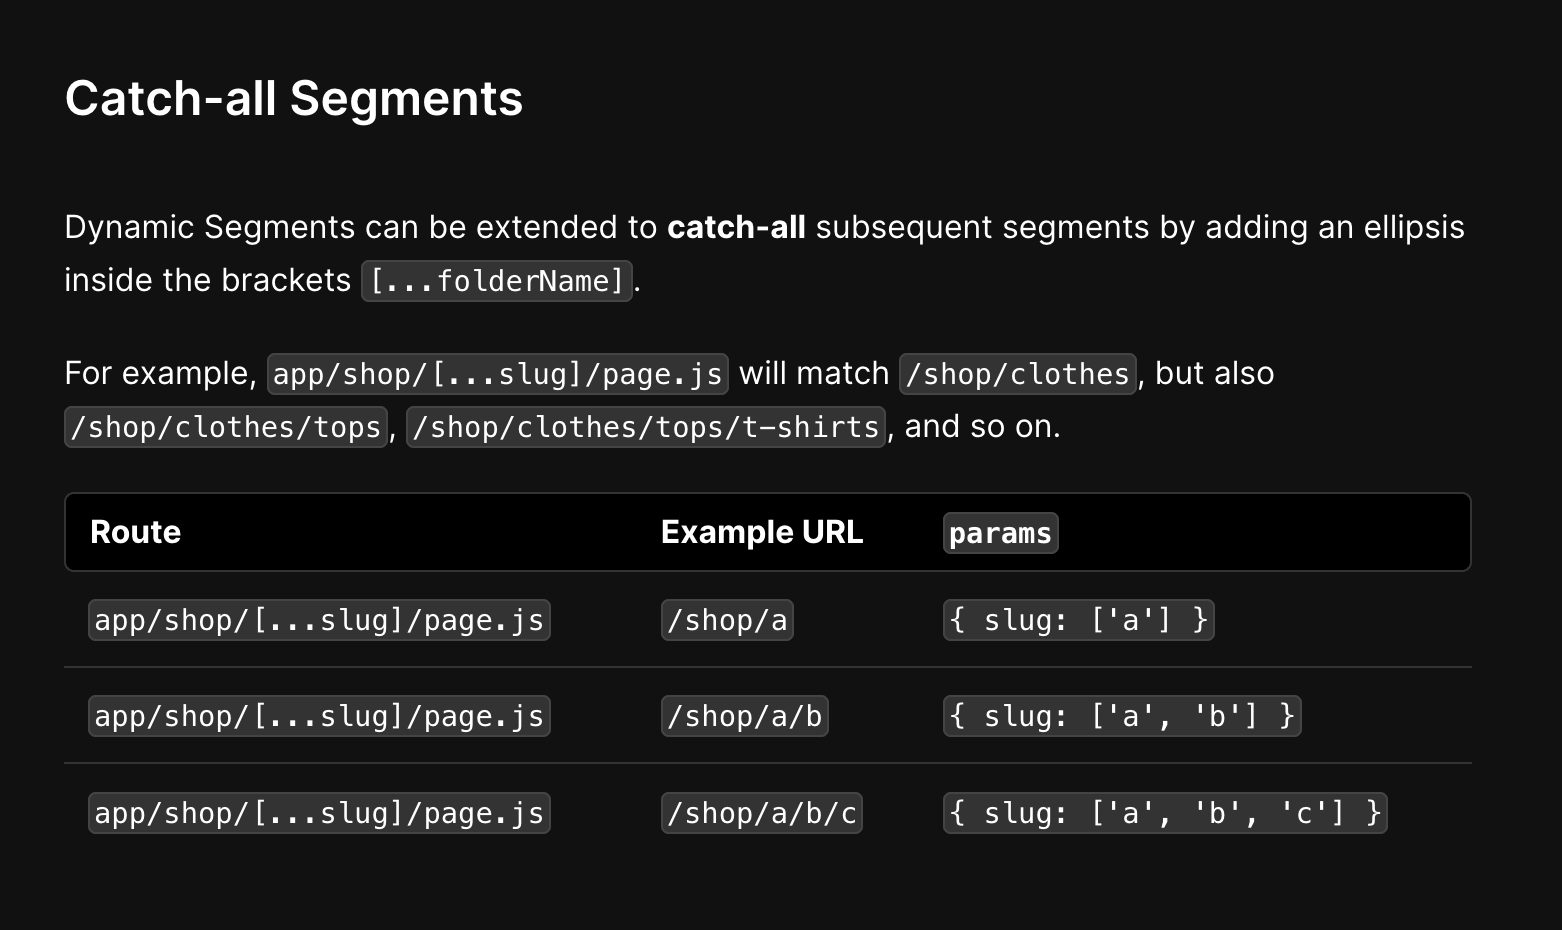 Catch-all Segments
Dynamic Segments can be extended to catch-all subsequent segments by adding an ellipsis
inside the brackets [...folderName].
For example, app/shop/[...slug]/page.js will match /shop/clothes, but also
/shop/clothes/tops, /shop/clothes/tops/t-shirts, and so on.
Route Example URL params
app/shop/[...slug]/page.js /shop/a { slug: ['a'] }
app/shop/[...slug]/page.js /shop/a/b { slug: ['a', 'b'] }
app/shop/[...slug]/page.js /shop/a/b/c { slug: ['a', 'b', 'c'] }